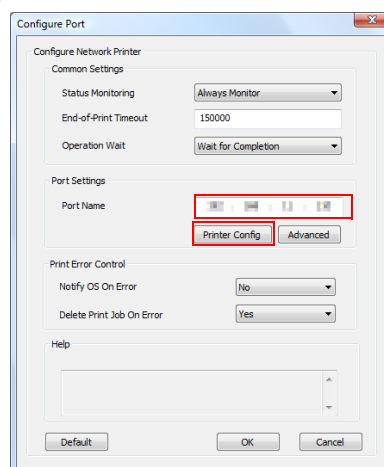 Configure Port
Configure Network Printer
Common Settings
Status Monitoring Always Monitor
End-of-Print Timeout 150000
Operation Wait Wait for Completion
Port Settings
Port Name
Printer Config Advanced
Print Error Control
Notify OS On Error No
Delete Print Job On Error Yes
Help
Default OK Cancel